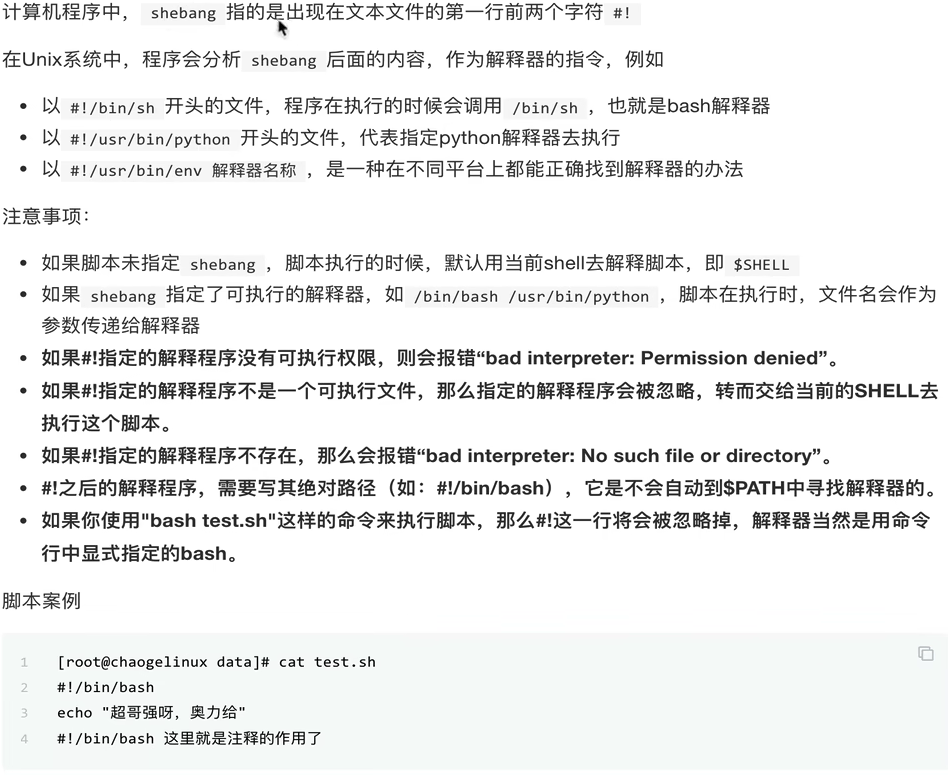 计算机程序中， shebang 指的是出现在文本文件的第一行前两个字符 #!
在Unix系统中，程序会分析 shebang 后面的内容，作为解释器的指令，例如
• 以 #!/bin/sh 开头的文件，程序在执行的时候会调用 /bin/sh ，也就是bash解释器
• 以 #!/usr/bin/python 开头的文件，代表指定python解释器去执行
• 以 #!/usr/bin/env 解释器名称 ，是一种在不同平台上都能正确找到解释器的办法
注意事项：
• 如果脚本未指定 shebang ，脚本执行的时候，默认用当前shell去解释脚本，即 $SHELL
• 如果 shebang 指定了可执行的解释器，如 /bin/bash /usr/bin/python ，脚本在执行时，文件名会作为
参数传递给解释器
• 如果#!指定的解释程序没有可执行权限，则会报错“bad interpreter: Permission denied”。
• 如果#!指定的解释程序不是一个可执行文件，那么指定的解释程序会被忽略，转而交给当前的SHELL去
执行这个脚本。
• 如果#!指定的解释程序不存在，那么会报错“bad interpreter: No such file or directory”。
• #!之后的解释程序，需要写其绝对路径（如：#!/bin/bash），它是不会自动到$PATH中寻找解释器的。
• 如果你使用"bash test.sh"这样的命令来执行脚本，那么#!这一行将会被忽略掉，解释器当然是用命令
行中显式指定的bash。
脚本案例
1 [root@chaogelinux data]# cat test.sh
2 #!/bin/bash
3 echo "超哥强呀，奥力给"
4 #!/bin/bash 这里就是注释的作用了